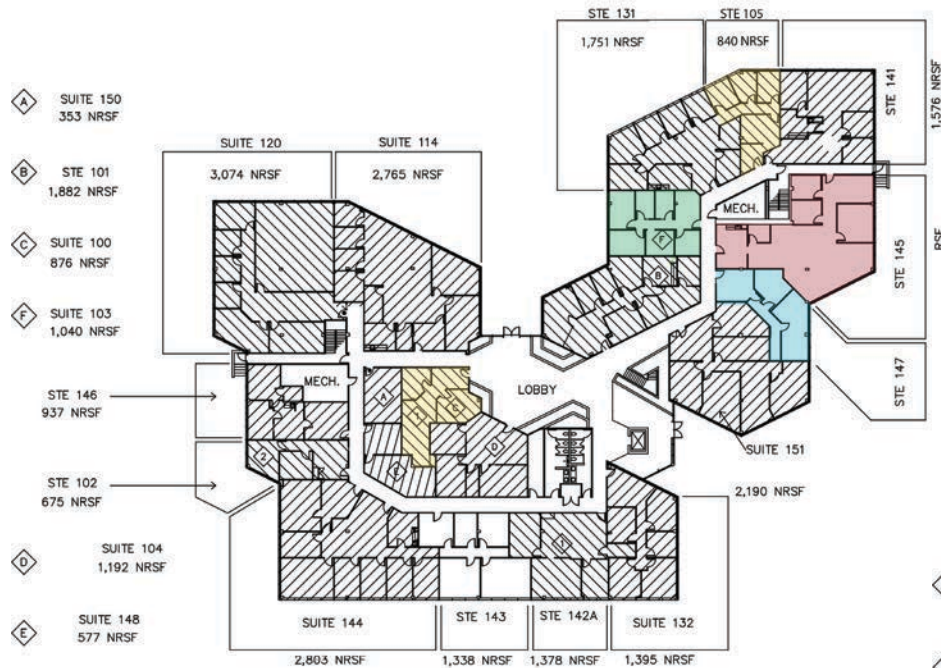 STE 131
1,751 NRSF
STE 105
840 NRSF
STE 141
1,576 NRSF
A
SUITE 150
353 NRSF
B
STE 101
1,882 NRSF
C
SUITE 100
876 NRSF
F
SUITE 103
1,040 NRSF
SUITE 120
3,074 NRSF
SUITE 114
2,765 NRSF
MECH.
F
B
STE 145
RSF
STE 147
SUITE 151
2,190 NRSF
LOBBY
MECH.
A
1
C
D
E
2
1
STE 146
937 NRSF
STE 102
675 NRSF
D
SUITE 104
1,192 NRSF
E
SUITE 148
577 NRSF
SUITE 144
2,803 NRSF
STE 143
1,338 NRSF
STE 142A
1,378 NRSF
SUITE 132
1,395 NRSF